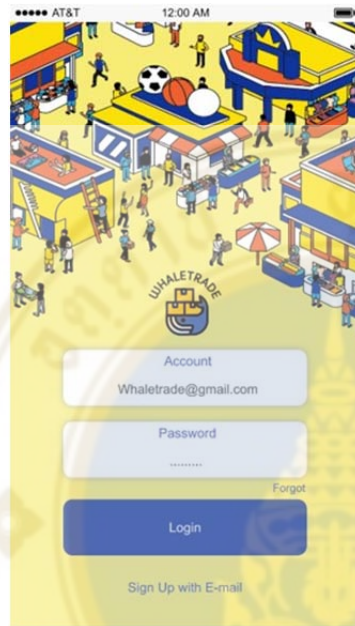 AT&T 12:00 AM
WHALETRADE
Account
Whaletrade@gmail.com
Password
.........
Forgot
Login
Sign Up with E-mail